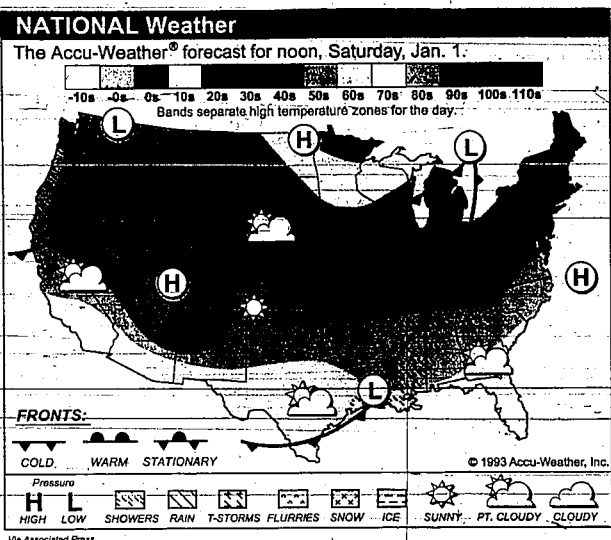 NATIONAL Weather
The Accu-Weather® forecast for noon, Saturday, Jan. 1.
-10s -0s 0s 10s 20s 30s 40s 50s 60s 70s 80s 90s 100s 110s
Bands separate high temperature zones for the day.
L
H
L
H
H
L
FRONTS:
COLD WARM STATIONARY
© 1993 Accu-Weather, Inc.
Pressure
H L
HIGH LOW SHOWERS RAIN T-STORMS FLURRIES SNOW ICE SUNNY PT. CLOUDY CLOUDY
Via Associated Press